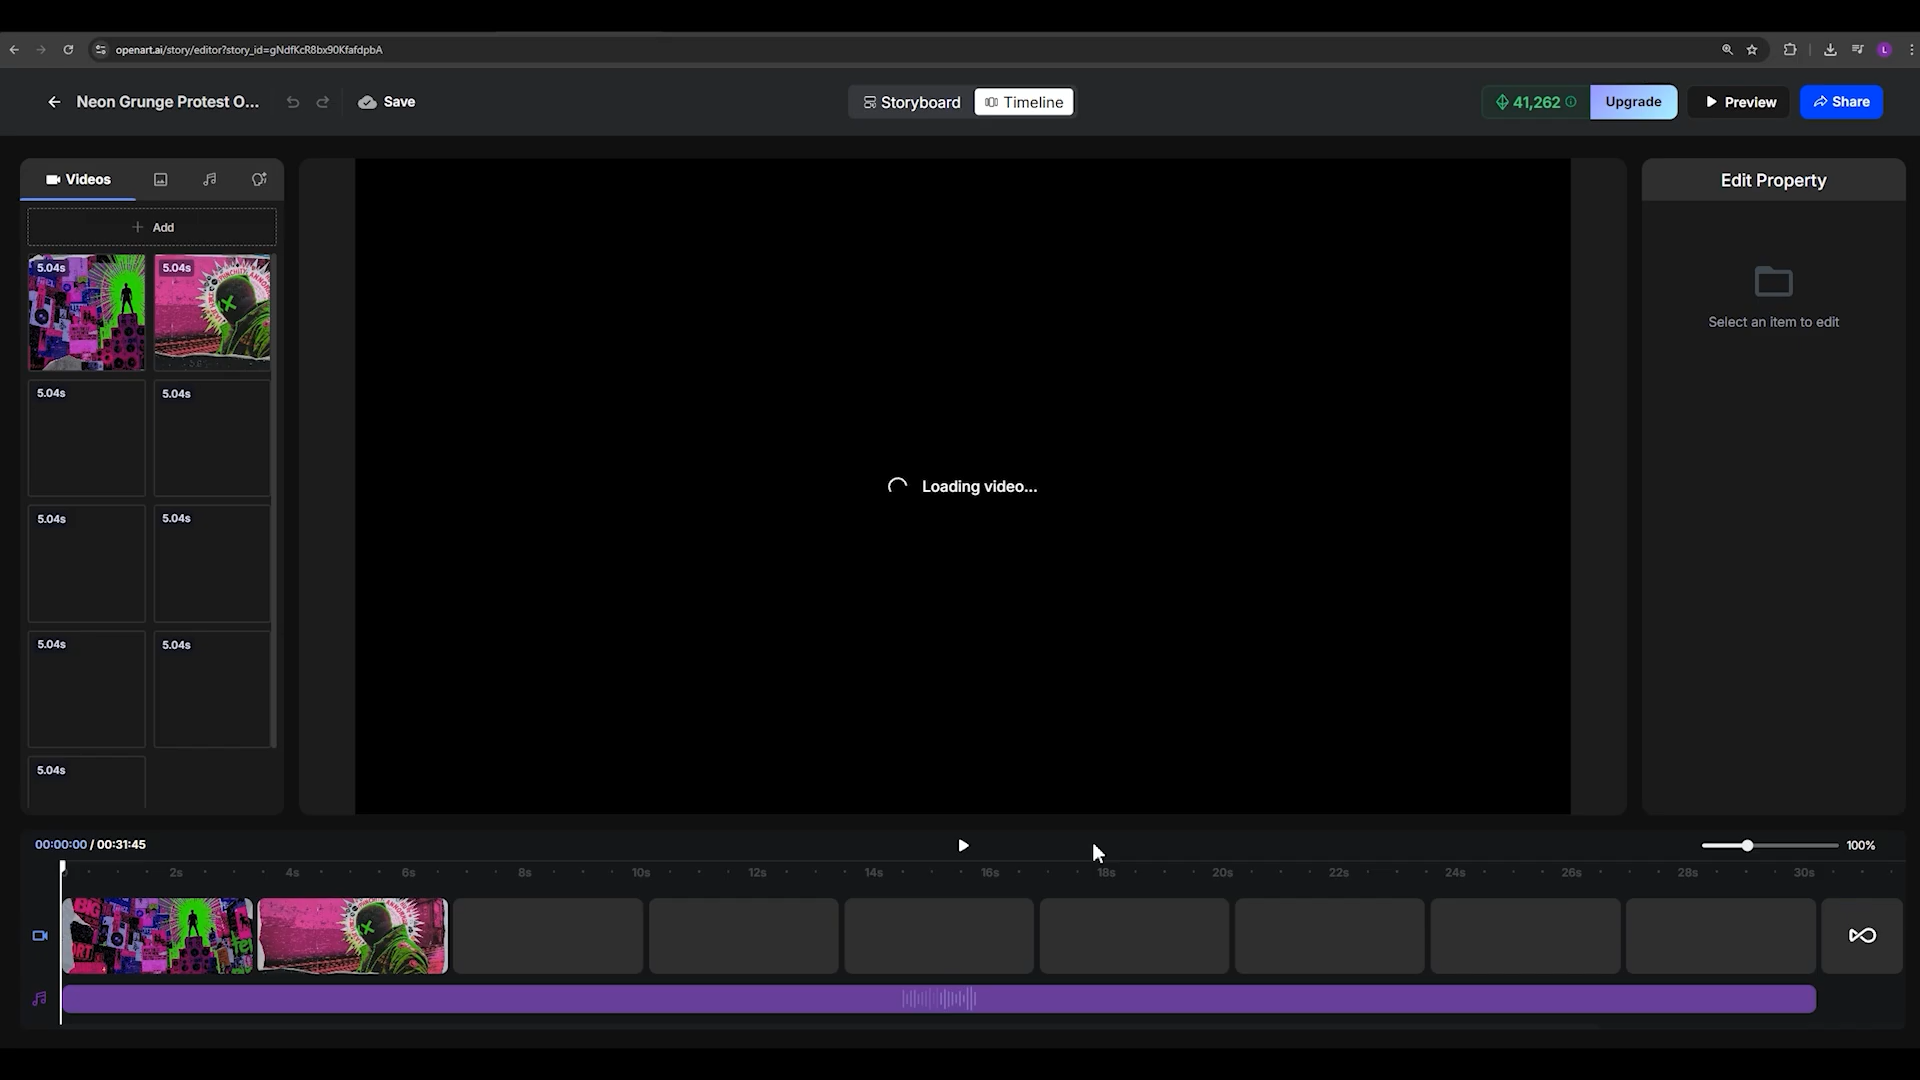 openart.ai/story/editor?story_id=gNdfKcR8bx90KfafdpbA
L
Neon Grunge Protest O...
Save
Storyboard
Timeline
41,262
Upgrade
Preview
Share
Videos
Add
5.04s
5.04s
5.04s
5.04s
5.04s
5.04s
5.04s
5.04s
5.04s
Loading video...
Edit Property
Select an item to edit
00:00:00 / 00:31:45
100%
2s 4s 6s 8s 10s 12s 14s 16s 18s 20s 22s 24s 26s 28s 30s
BIG